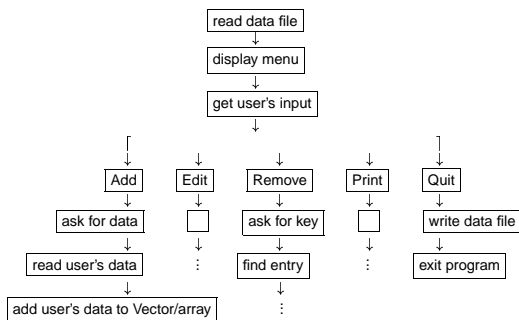 read data file
display menu
get user's input
Add Edit Remove Print Quit
ask for data ask for key write data file
read user's data ⋮ find entry ⋮ exit program
add user's data to Vector/array ⋮